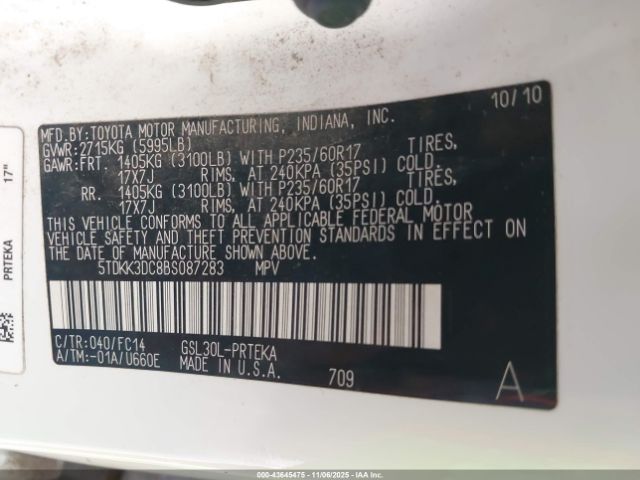 10/10
MFD.BY:TOYOTA MOTOR MANUFACTURING, INDIANA, INC.
GVWR:2715KG (5995LB)
GAWR:FRT. 1405KG (3100LB) WITH P235/60R17 TIRES,
17X7J RIMS, AT 240KPA (35PSI) COLD.
RR. 1405KG (3100LB) WITH P235/60R17 TIRES,
17X7J RIMS, AT 240KPA (35PSI) COLD.
THIS VEHICLE CONFORMS TO ALL APPLICABLE FEDERAL MOTOR
VEHICLE SAFETY AND THEFT PREVENTION STANDARDS IN EFFECT ON
THE DATE OF MANUFACTURE SHOWN ABOVE.
5TDKK3DC8BS087283 MPV
C/TR:040/FC14 GSL30L-PRTEKA
A/TM:-01A/U660E MADE IN U.S.A.
709
A
17"
PRTEKA
000-43645475 - 11/06/2025 - Copyright IAA, Inc.